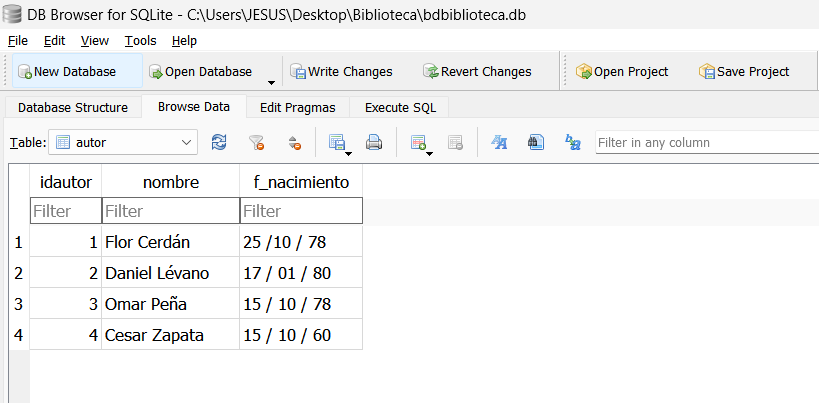 DB Browser for SQLite - C:\Users\JESUS\Desktop\Biblioteca\bdbiblioteca.db
File Edit View Tools Help
New Database Open Database Write Changes Revert Changes Open Project Save Project
Database Structure Browse Data Edit Pragmas Execute SQL
Table: autor Filter in any column
idautor nombre f_nacimiento
Filter Filter Filter
1 1 Flor Cerdán 25 /10 / 78
2 2 Daniel Lévano 17 / 01 / 80
3 3 Omar Peña 15 / 10 / 78
4 4 Cesar Zapata 15 / 10 / 60